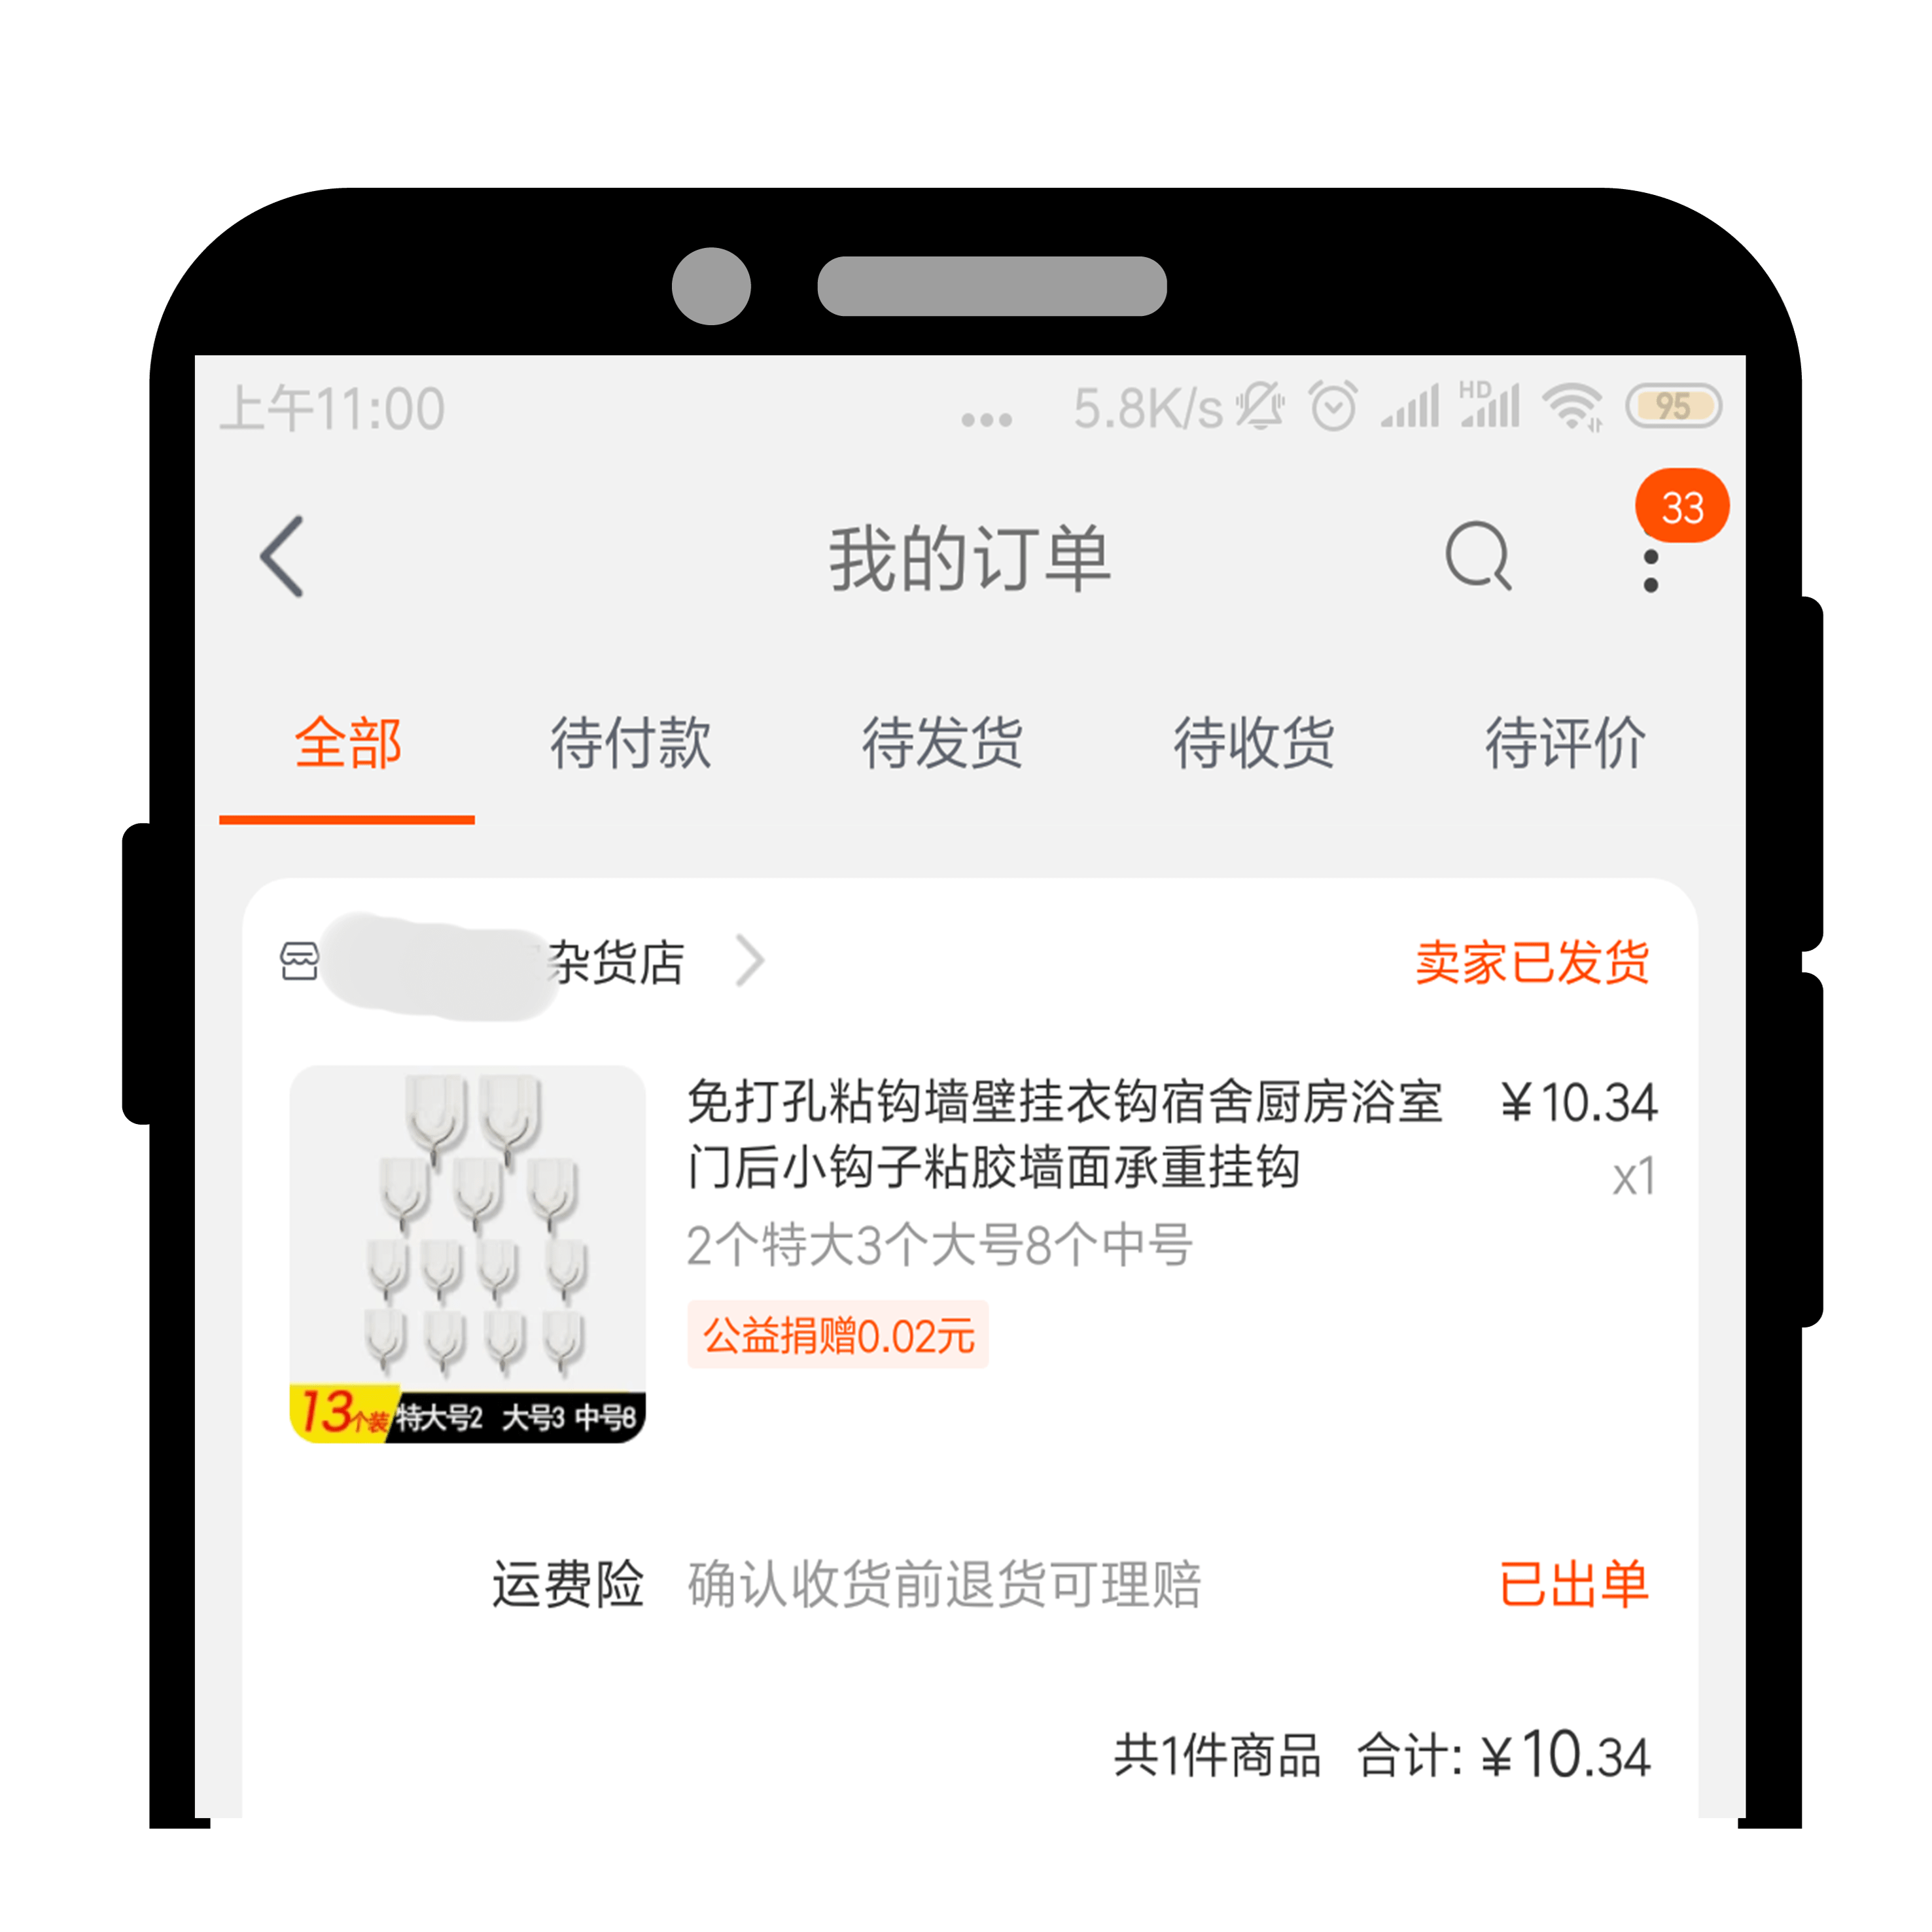 上午11:00 ... 5.8K/s HD 95
我的订单 33
全部 待付款 待发货 待收货 待评价
杂货店 卖家已发货
免打孔粘钩墙壁挂衣钩宿舍厨房浴室 ¥10.34
门后小钩子粘胶墙面承重挂钩 x1
2个特大3个大号8个中号
公益捐赠0.02元
13个装 特大号2 大号3 中号8
运费险 确认收货前退货可理赔 已出单
共1件商品 合计: ¥10.34